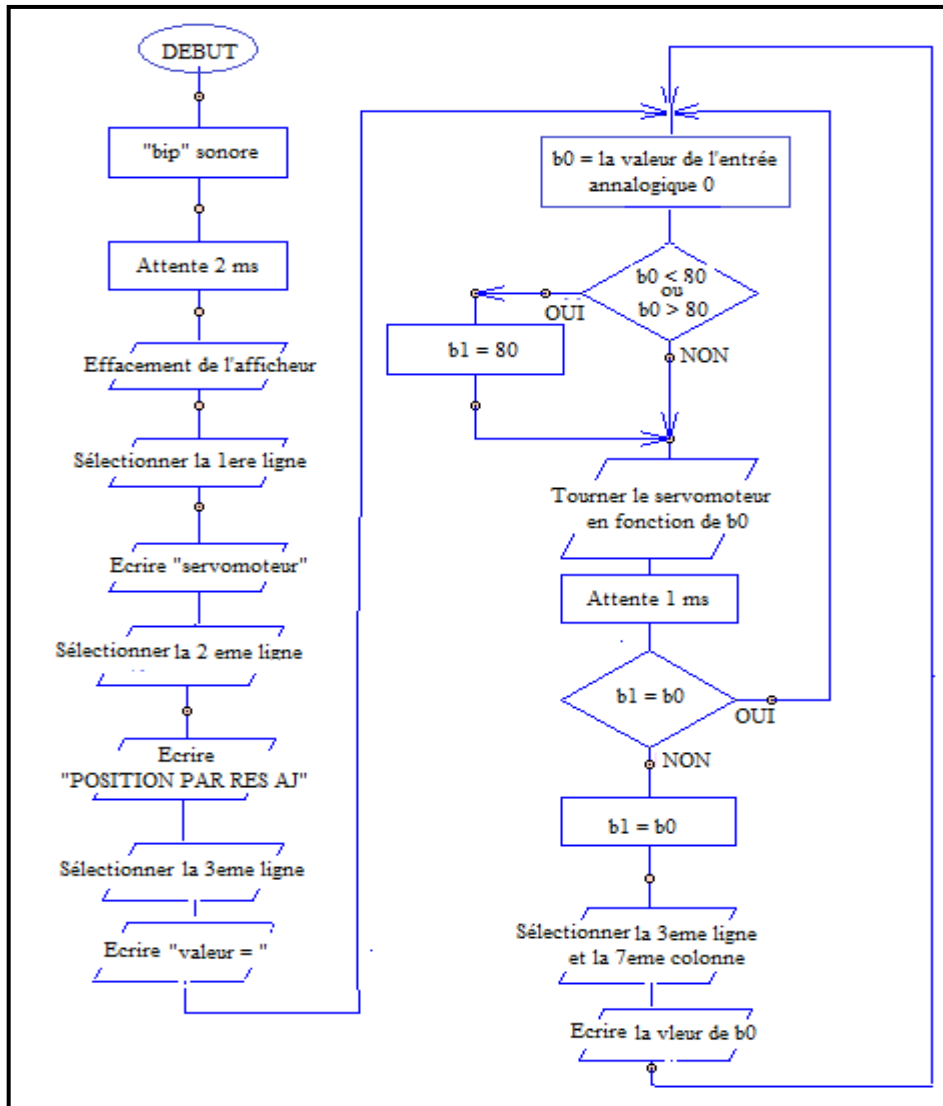 DEBUT
"bip" sonore
Attente 2 ms
Effacement de l'afficheur
Sélectionner la 1ere ligne
Ecrire "servomoteur"
Sélectionner la 2 eme ligne
Ecrire
"POSITION PAR RES AJ"
Sélectionner la 3eme ligne
Ecrire "valeur = "
b0 = la valeur de l'entrée
annalogique 0
b0 < 80
ou
b0 > 80
OUI
b1 = 80
NON
Tourner le servomoteur
en fonction de b0
Attente 1 ms
b1 = b0
OUI
NON
b1 = b0
Sélectionner la 3eme ligne
et la 7eme colonne
Ecrire la vleur de b0